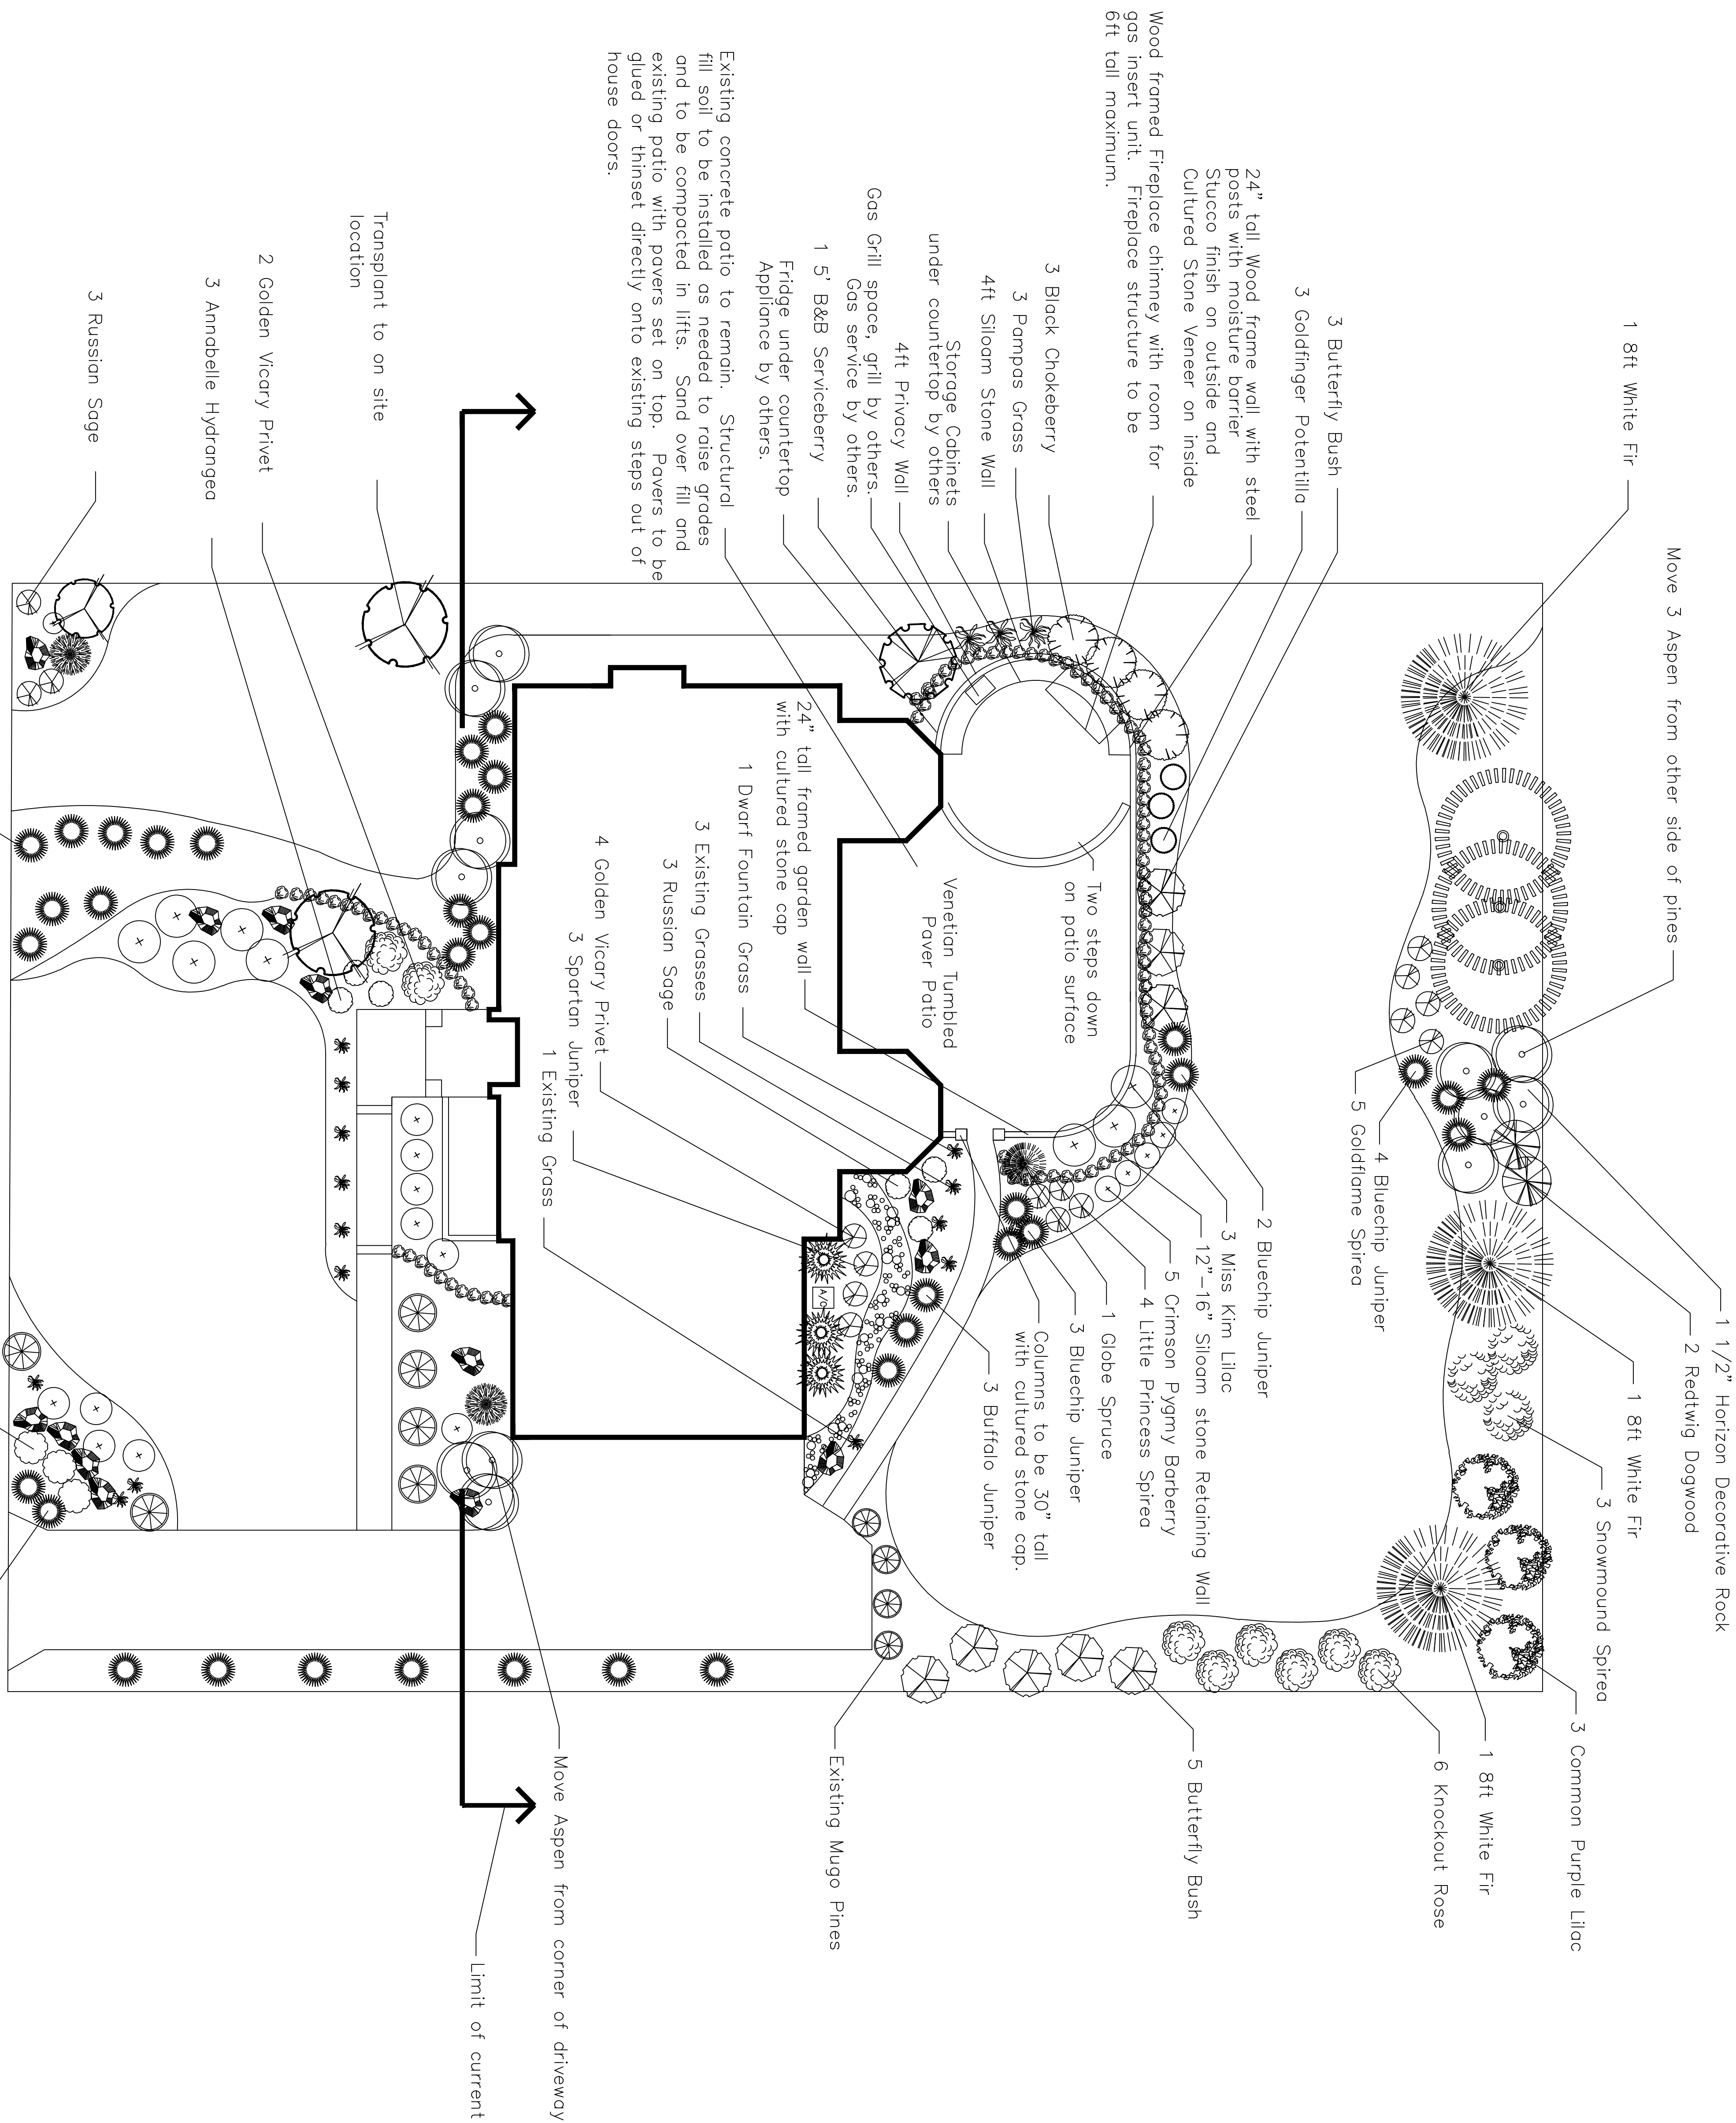 1 8ft White Fir
Move 3 Aspen from other side of pines
1 1/2" Horizon Decorative Rock
2 Redtwig Dogwood
1 8ft White Fir
3 Snowmound Spirea
3 Common Purple Lilac
1 8ft White Fir
6 Knockout Rose
3 Butterfly Bush
3 Goldfinger Potentilla
24" tall Wood frame wall with steel
posts with moisture barrier
Stucco finish on outside and
Cultured Stone Veneer on inside
Wood framed Fireplace chimney with room for
gas insert unit. Fireplace structure to be
6ft tall maximum.
3 Black Chokeberry
3 Pampas Grass
4ft Siloam Stone Wall
Storage Cabinets
under countertop by others
4ft Privacy Wall
Gas Grill space, grill by others.
Gas service by others.
1 5' B&B Serviceberry
Fridge under countertop
Appliance by others.
Existing concrete patio to remain. Structural
fill soil to be installed as needed to raise grades
and to be compacted in lifts. Sand over fill and
existing patio with pavers set on top. Pavers to be
glued or thinset directly onto existing steps out of
house doors.
5 Goldflame Spirea
4 Bluechip Juniper
2 Bluechip Juniper
3 Miss Kim Lilac
12"-16" Siloam stone Retaining Wall
5 Crimson Pygmy Barberry
4 Little Princess Spirea
1 Globe Spruce
3 Bluechip Juniper
Columns to be 30" tall
with cultured stone cap.
3 Buffalo Juniper
Two steps down
on patio surface
Venetian Tumbled
Paver Patio
24" tall framed garden wall
with cultured stone cap
1 Dwarf Fountain Grass
3 Existing Grasses
3 Russian Sage
4 Golden Vicary Privet
3 Spartan Juniper
1 Existing Grass
A/C
5 Butterfly Bush
Existing Mugo Pines
Move Aspen from corner of driveway
Limit of current
Transplant to on site
location
2 Golden Vicary Privet
3 Annabelle Hydrangea
3 Russian Sage